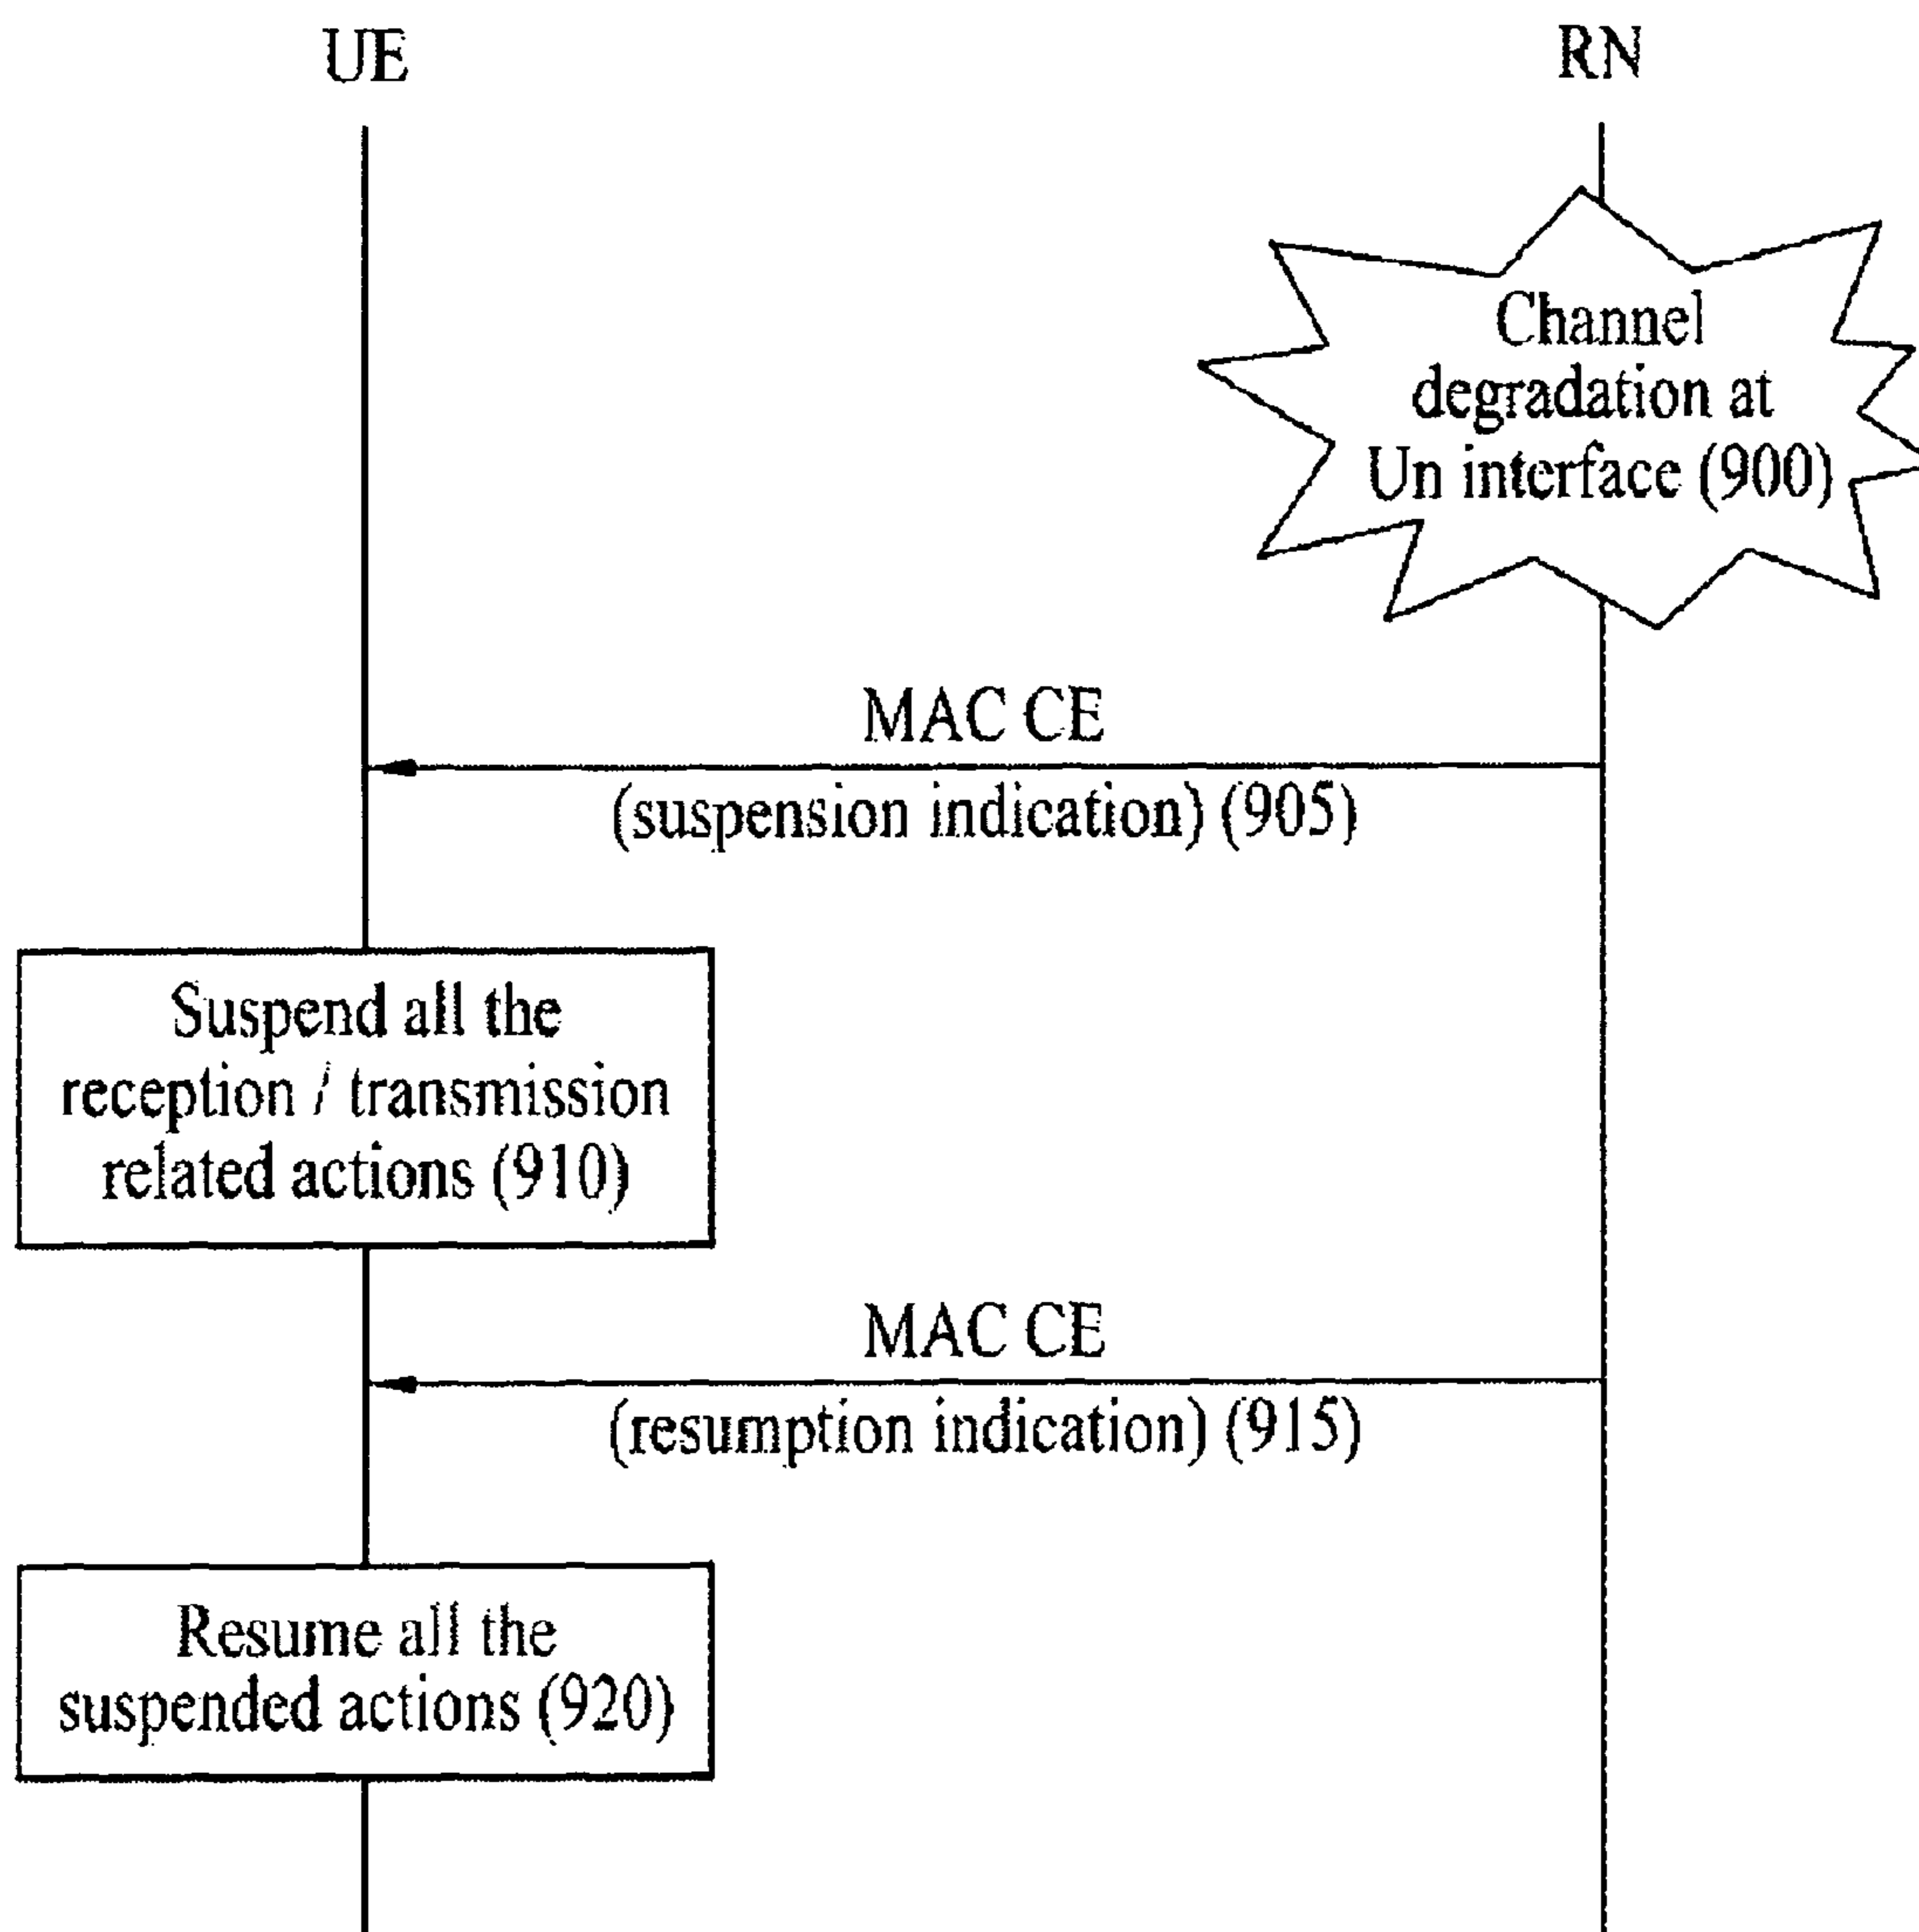 UE
RN
Channel
degradation at
Un interface (900)
MAC CE
(suspension indication) (905)
Suspend all the
reception / transmission
related actions (910)
MAC CE
(resumption indication) (915)
Resume all the
suspended actions (920)